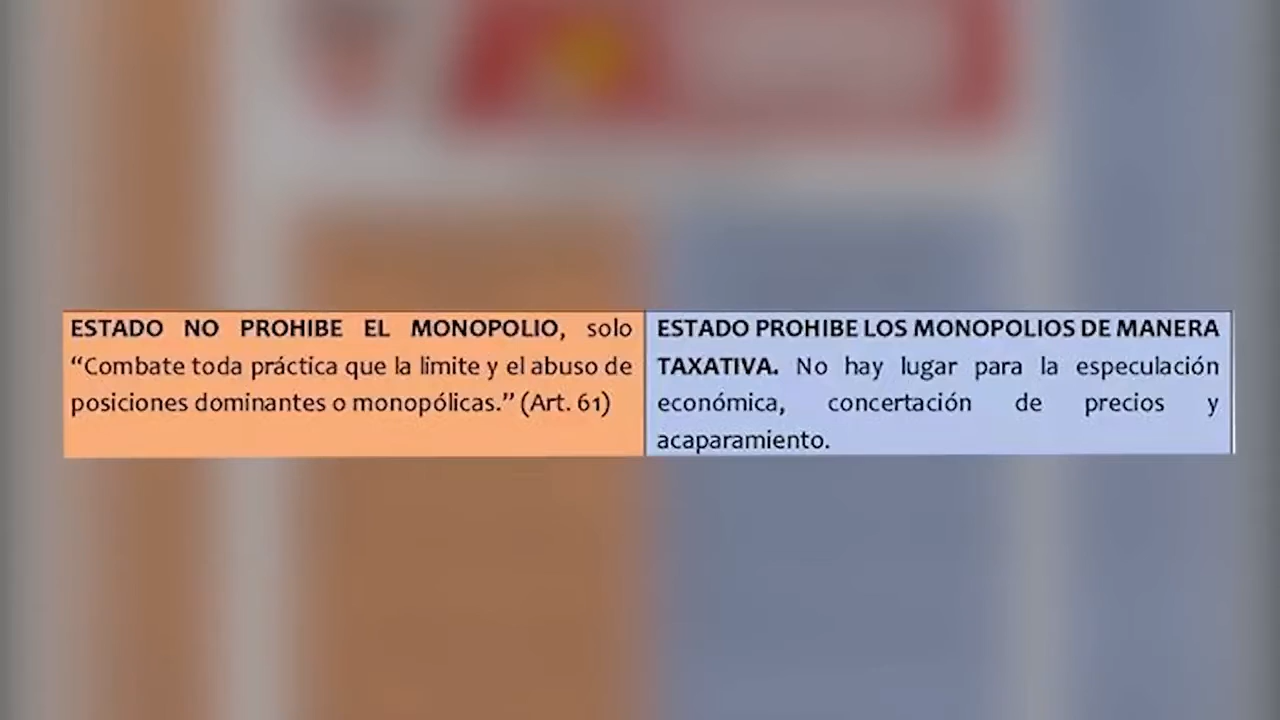 ESTADO NO PROHIBE EL MONOPOLIO, solo
“Combate toda práctica que la limite y el abuso de
posiciones dominantes o monopólicas.” (Art. 61)
ESTADO PROHIBE LOS MONOPOLIOS DE MANERA
TAXATIVA. No hay lugar para la especulación
económica, concertación de precios y
acaparamiento.